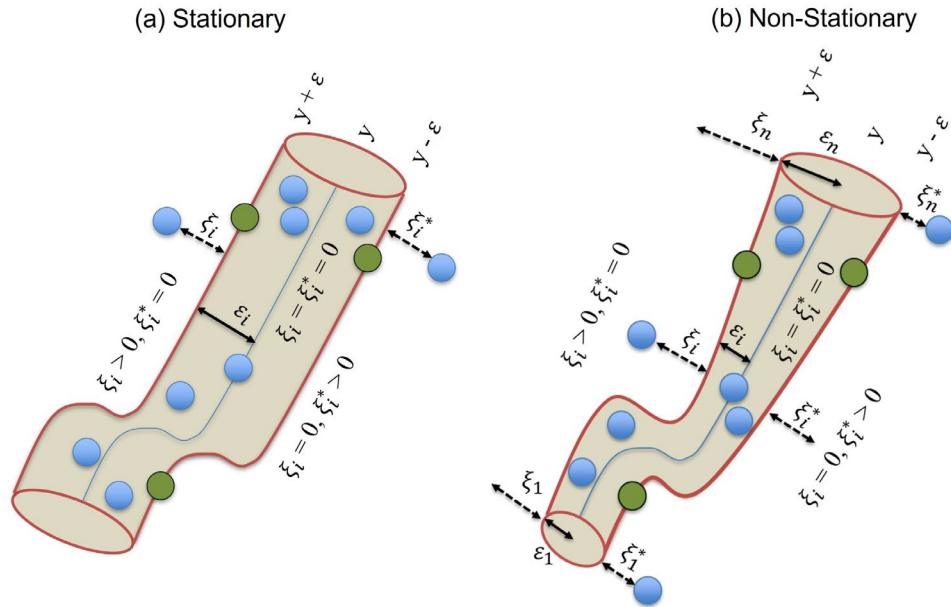 (a) Stationary
y + ε
y
y - ε
ξᵢ
ξᵢ*
ξᵢ > 0, ξᵢ* = 0
εᵢ
ξᵢ = ξᵢ* = 0
ξᵢ = 0, ξᵢ* > 0
(b) Non-Stationary
y + ε
y
y - ε
ξₙ
εₙ
ξₙ*
ξᵢ > 0, ξᵢ* = 0
ξᵢ
εᵢ
ξᵢ = ξᵢ* = 0
ξᵢ*
ξᵢ = 0, ξᵢ* > 0
ξ₁
ε₁
ξ₁*